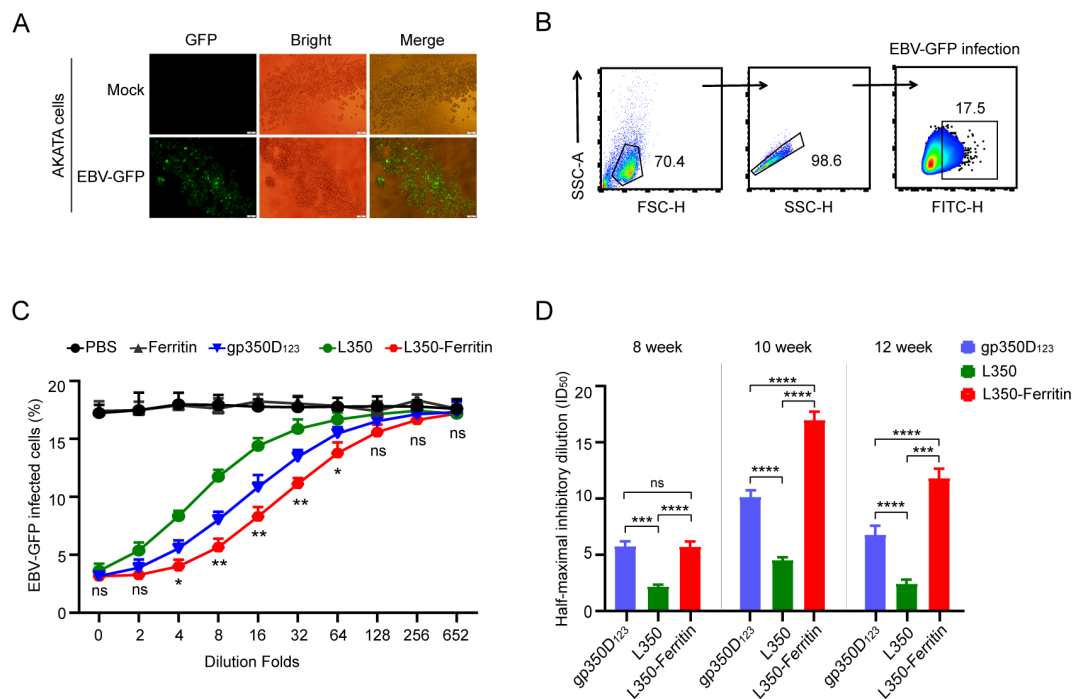 A
GFP Bright Merge
AKATA cells
Mock
EBV-GFP
B
EBV-GFP infection
SSC-A
70.4
98.6
17.5
FSC-H
SSC-H
FITC-H
C
PBS Ferritin gp350D₁₂₃ L350 L350-Ferritin
EBV-GFP infected cells (%)
20
15
10
5
0
ns ns * ** ** ** * ns ns ns
0 2 4 8 16 32 64 128 256 652
Dilution Folds
D
8 week 10 week 12 week
gp350D₁₂₃
L350
L350-Ferritin
Half-maximal inhibitory dilution (ID₅₀)
20
15
10
5
0
ns
*** ****
****
****
****
****
***
****
gp350D₁₂₃ L350 L350-Ferritin gp350D₁₂₃ L350 L350-Ferritin gp350D₁₂₃ L350 L350-Ferritin